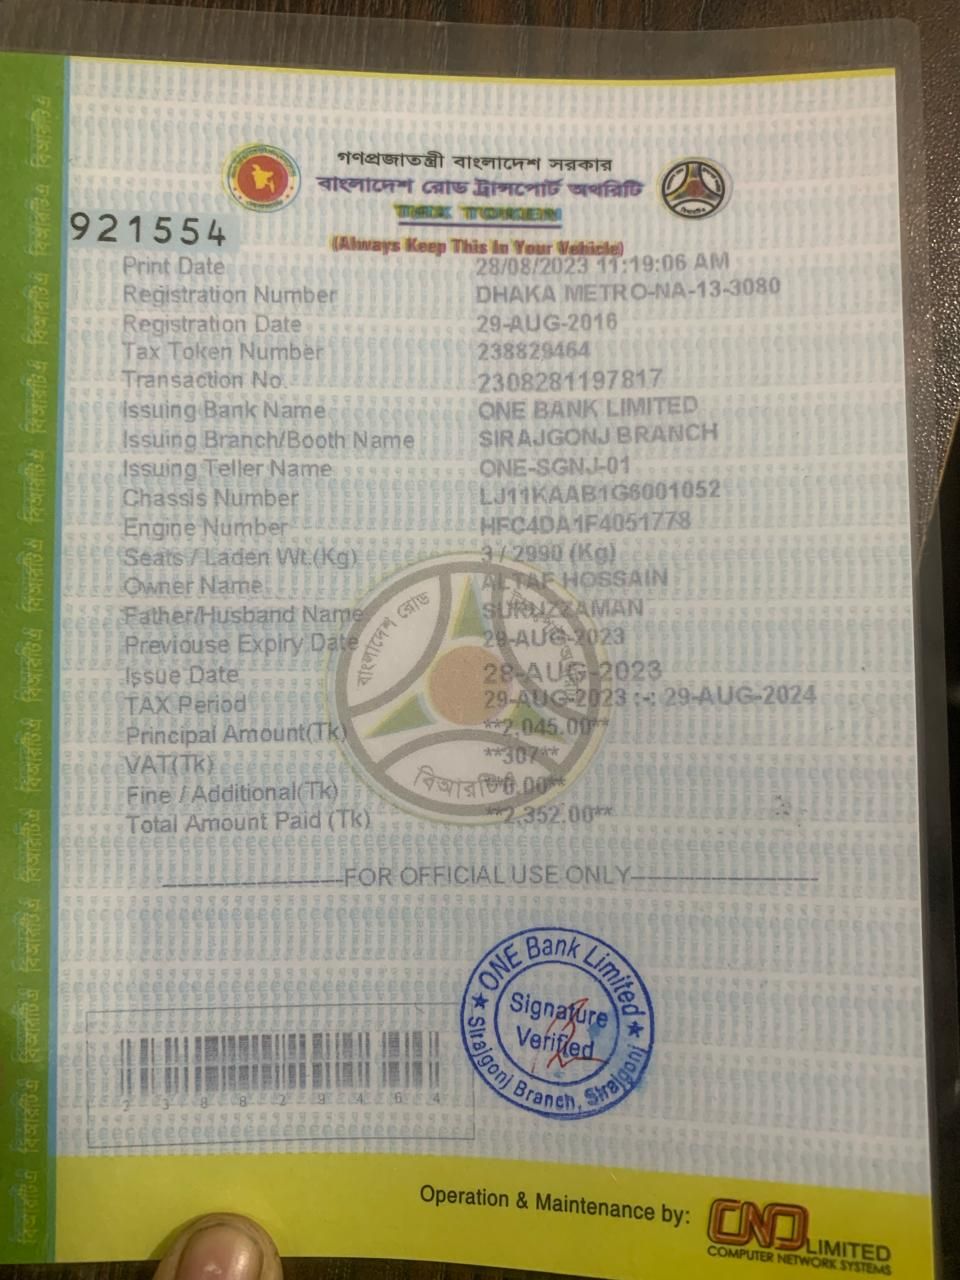 গণপ্রজাতন্ত্রী বাংলাদেশ সরকার
বাংলাদেশ রোড ট্রান্সপোর্ট অথরিটি
TAX TOKEN
921554
(Always Keep This In Your Vehicle)
Print Date 28/08/2023 11:19:06 AM
Registration Number DHAKA METRO-NA-13-3080
Registration Date 29-AUG-2016
Tax Token Number 238829464
Transaction No. 2308281197817
Issuing Bank Name ONE BANK LIMITED
Issuing Branch/Booth Name SIRAJGONJ BRANCH
Issuing Teller Name ONE-SGNJ-01
Chassis Number LJ11KAAB1G6001052
Engine Number HFC4DA1F4051778
Seats / Laden Wt.(Kg) 3 / 2990 (Kg)
Owner Name ALTAF HOSSAIN
Father/Husband Name SURUZZAMAN
Previouse Expiry Date 29-AUG-2023
Issue Date 28-AUG-2023
TAX Period 29-AUG-2023 :-: 29-AUG-2024
Principal Amount(Tk) **2,045.00**
VAT(Tk) **307**
Fine / Additional(Tk) **0.00**
Total Amount Paid (Tk) **2,352.00**
বাংলাদেশ রোড
বিআরটিএ
FOR OFFICIAL USE ONLY
ONE Bank Limited
Signature
Verified
Sirajgonj Branch, Sirajgonj
2 3 8 8 2 9 4 6 4
Operation & Maintenance by:
CNS LIMITED
COMPUTER NETWORK SYSTEMS
বিআরটিএ বিআরটিএ বিআরটিএ বিআরটিএ বিআরটিএ বিআরটিএ বিআরটিএ বিআরটিএ বিআরটিএ বিআরটিএ বিআরটিএ বিআরটিএ বিআরটিএ